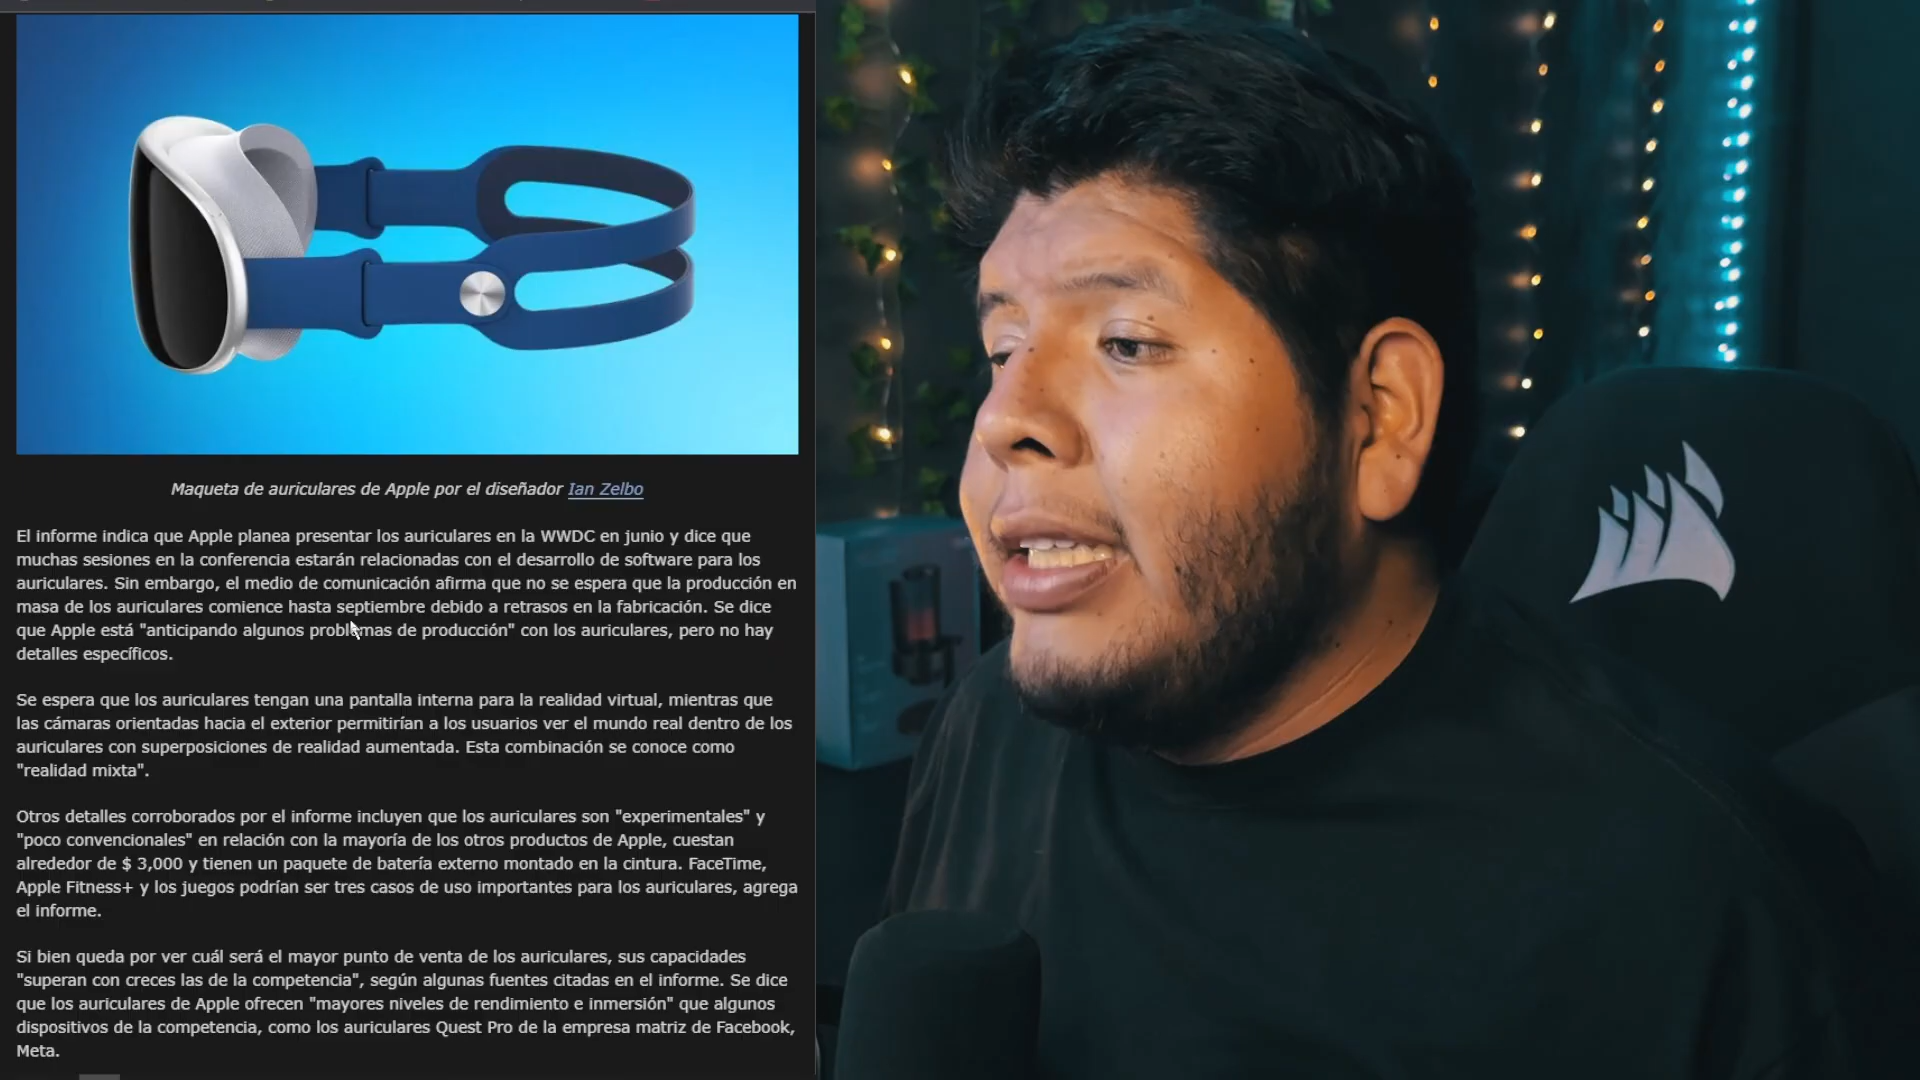 Maqueta de auriculares de Apple por el diseñador Ian Zelbo
El informe indica que Apple planea presentar los auriculares en la WWDC en junio y dice que
muchas sesiones en la conferencia estarán relacionadas con el desarrollo de software para los
auriculares. Sin embargo, el medio de comunicación afirma que no se espera que la producción en
masa de los auriculares comience hasta septiembre debido a retrasos en la fabricación. Se dice
que Apple está "anticipando algunos problemas de producción" con los auriculares, pero no hay
detalles específicos.
Se espera que los auriculares tengan una pantalla interna para la realidad virtual, mientras que
las cámaras orientadas hacia el exterior permitirían a los usuarios ver el mundo real dentro de los
auriculares con superposiciones de realidad aumentada. Esta combinación se conoce como
"realidad mixta".
Otros detalles corroborados por el informe incluyen que los auriculares son "experimentales" y
"poco convencionales" en relación con la mayoría de los otros productos de Apple, cuestan
alrededor de $ 3,000 y tienen un paquete de batería externo montado en la cintura. FaceTime,
Apple Fitness+ y los juegos podrían ser tres casos de uso importantes para los auriculares, agrega
el informe.
Si bien queda por ver cuál será el mayor punto de venta de los auriculares, sus capacidades
"superan con creces las de la competencia", según algunas fuentes citadas en el informe. Se dice
que los auriculares de Apple ofrecen "mayores niveles de rendimiento e inmersión" que algunos
dispositivos de la competencia, como los auriculares Quest Pro de la empresa matriz de Facebook,
Meta.